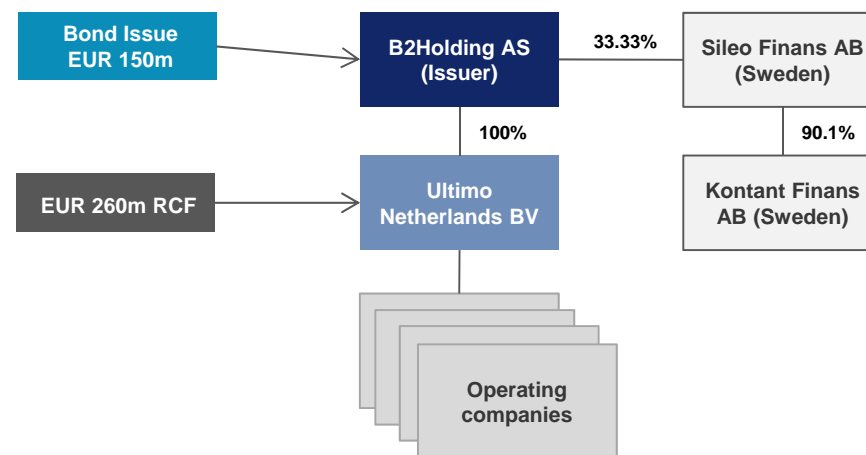 Bond Issue
EUR 150m
B2Holding AS
(Issuer)
33.33%
Sileo Finans AB
(Sweden)
100%
90.1%
EUR 260m RCF
Ultimo
Netherlands BV
Kontant Finans
AB (Sweden)
Operating
companies